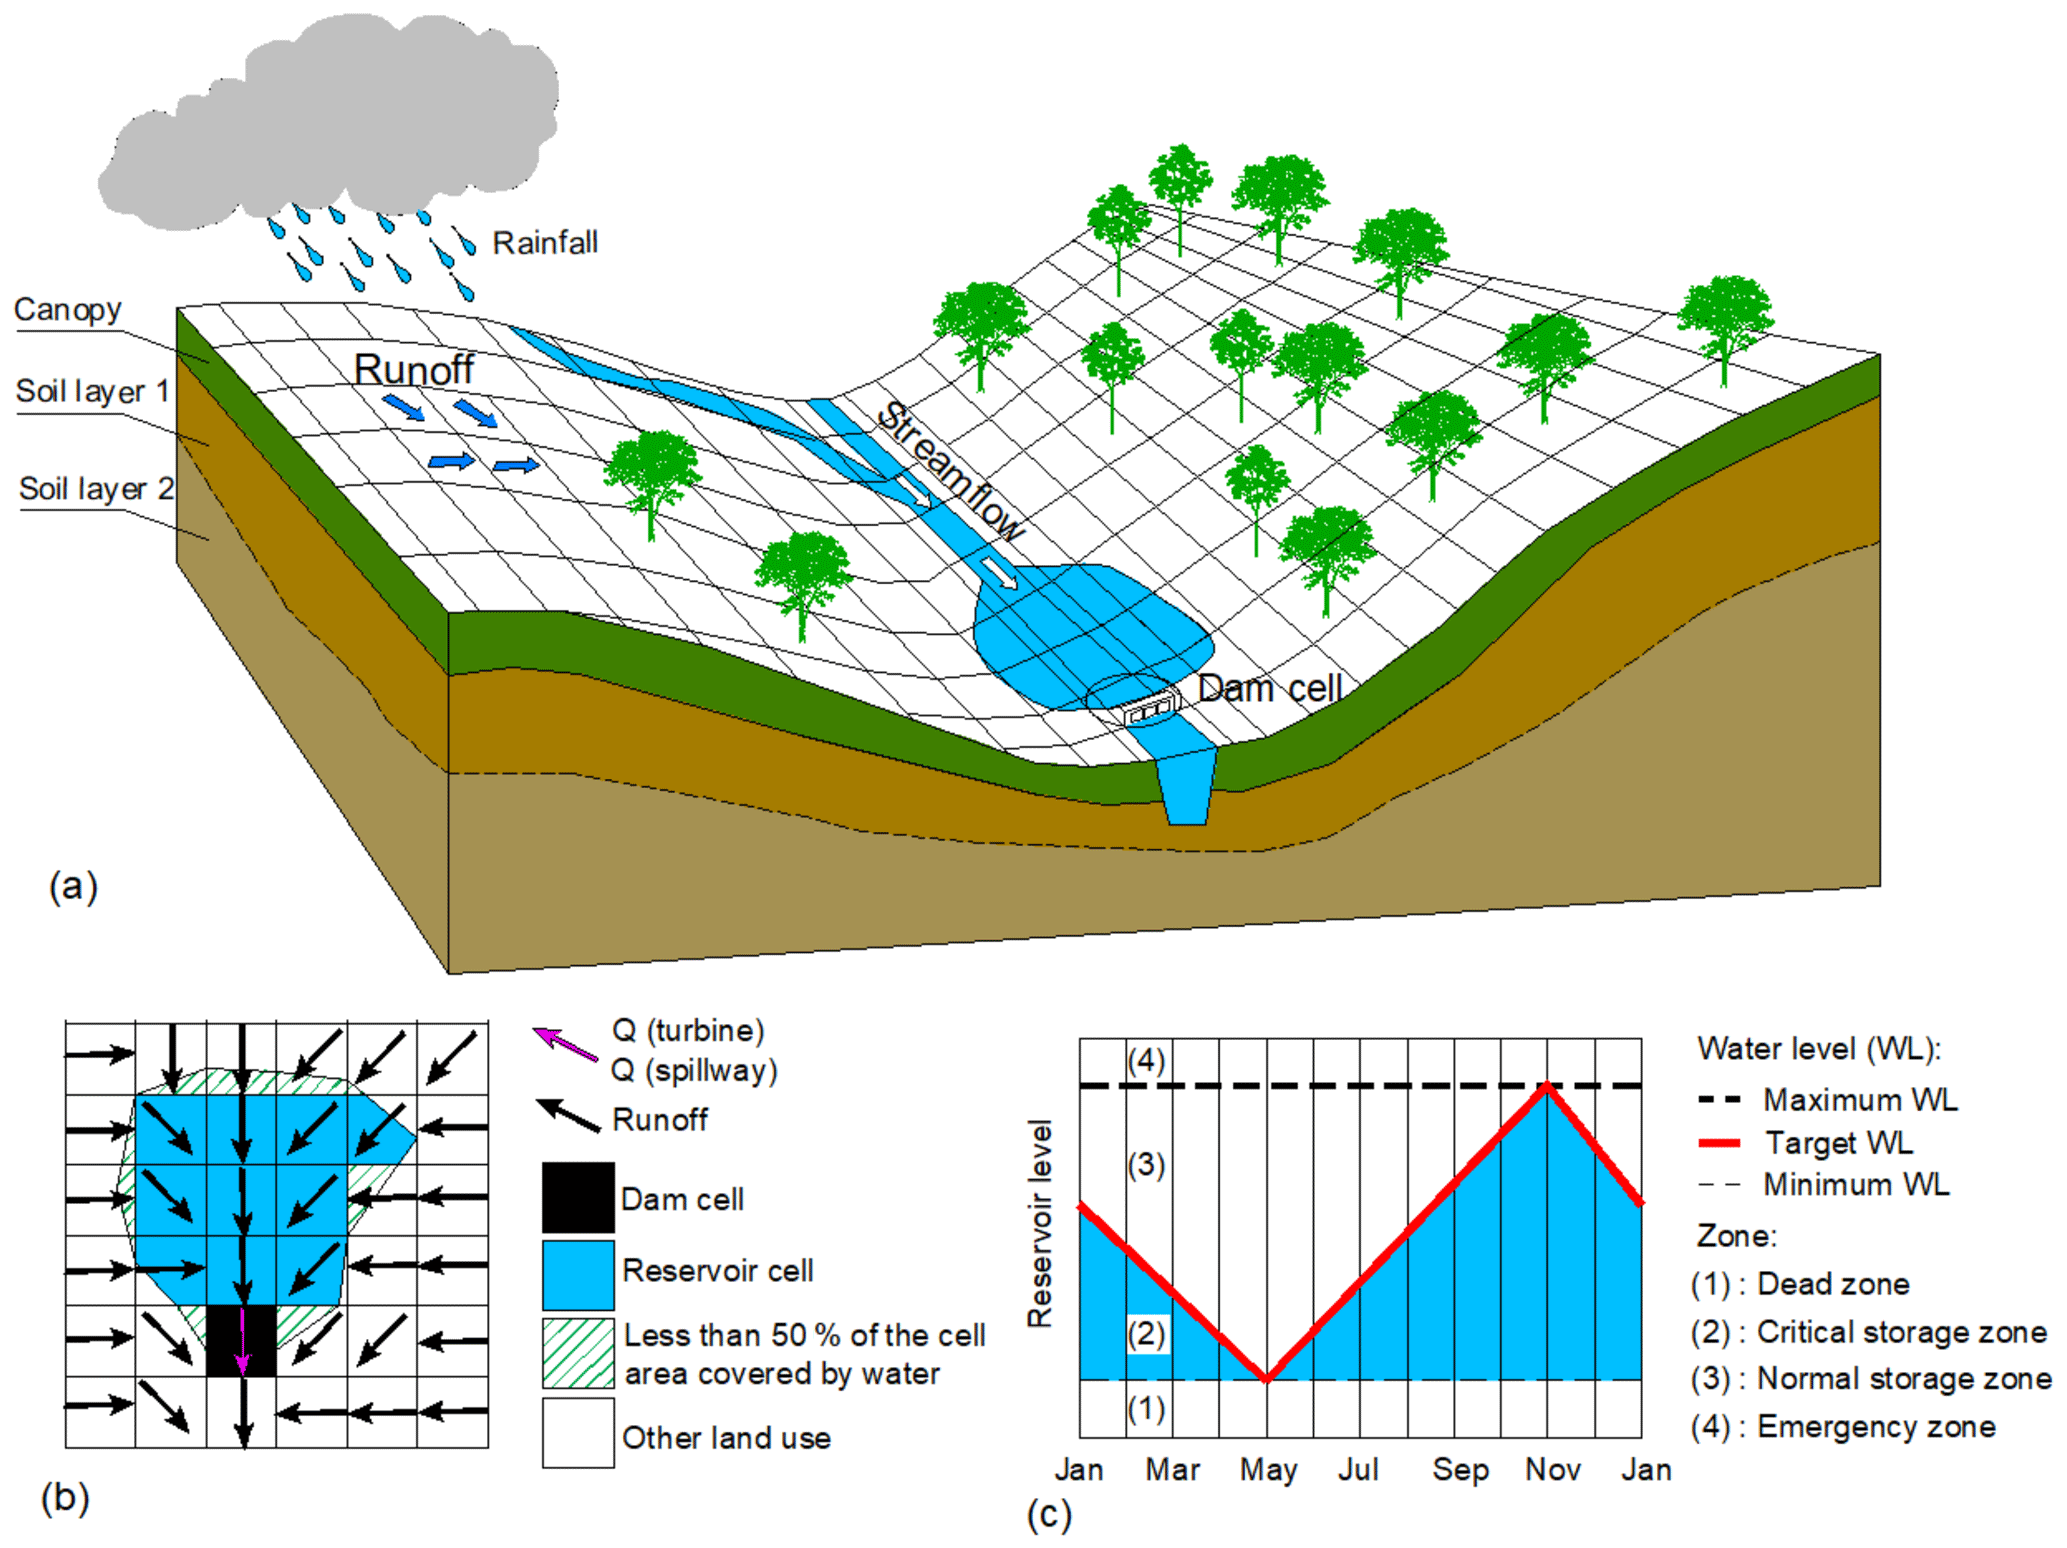 Rainfall
Canopy
Runoff
Soil layer 1
Streamflow
Soil layer 2
Dam cell
(a)
Q (turbine)
Q (spillway)
Runoff
Dam cell
Reservoir cell
Less than 50 % of the cell
area covered by water
Other land use
(b)
Reservoir level
(4)
(3)
(2)
(1)
Jan Mar May Jul Sep Nov Jan
(c)
Water level (WL):
Maximum WL
Target WL
Minimum WL
Zone:
(1) : Dead zone
(2) : Critical storage zone
(3) : Normal storage zone
(4) : Emergency zone